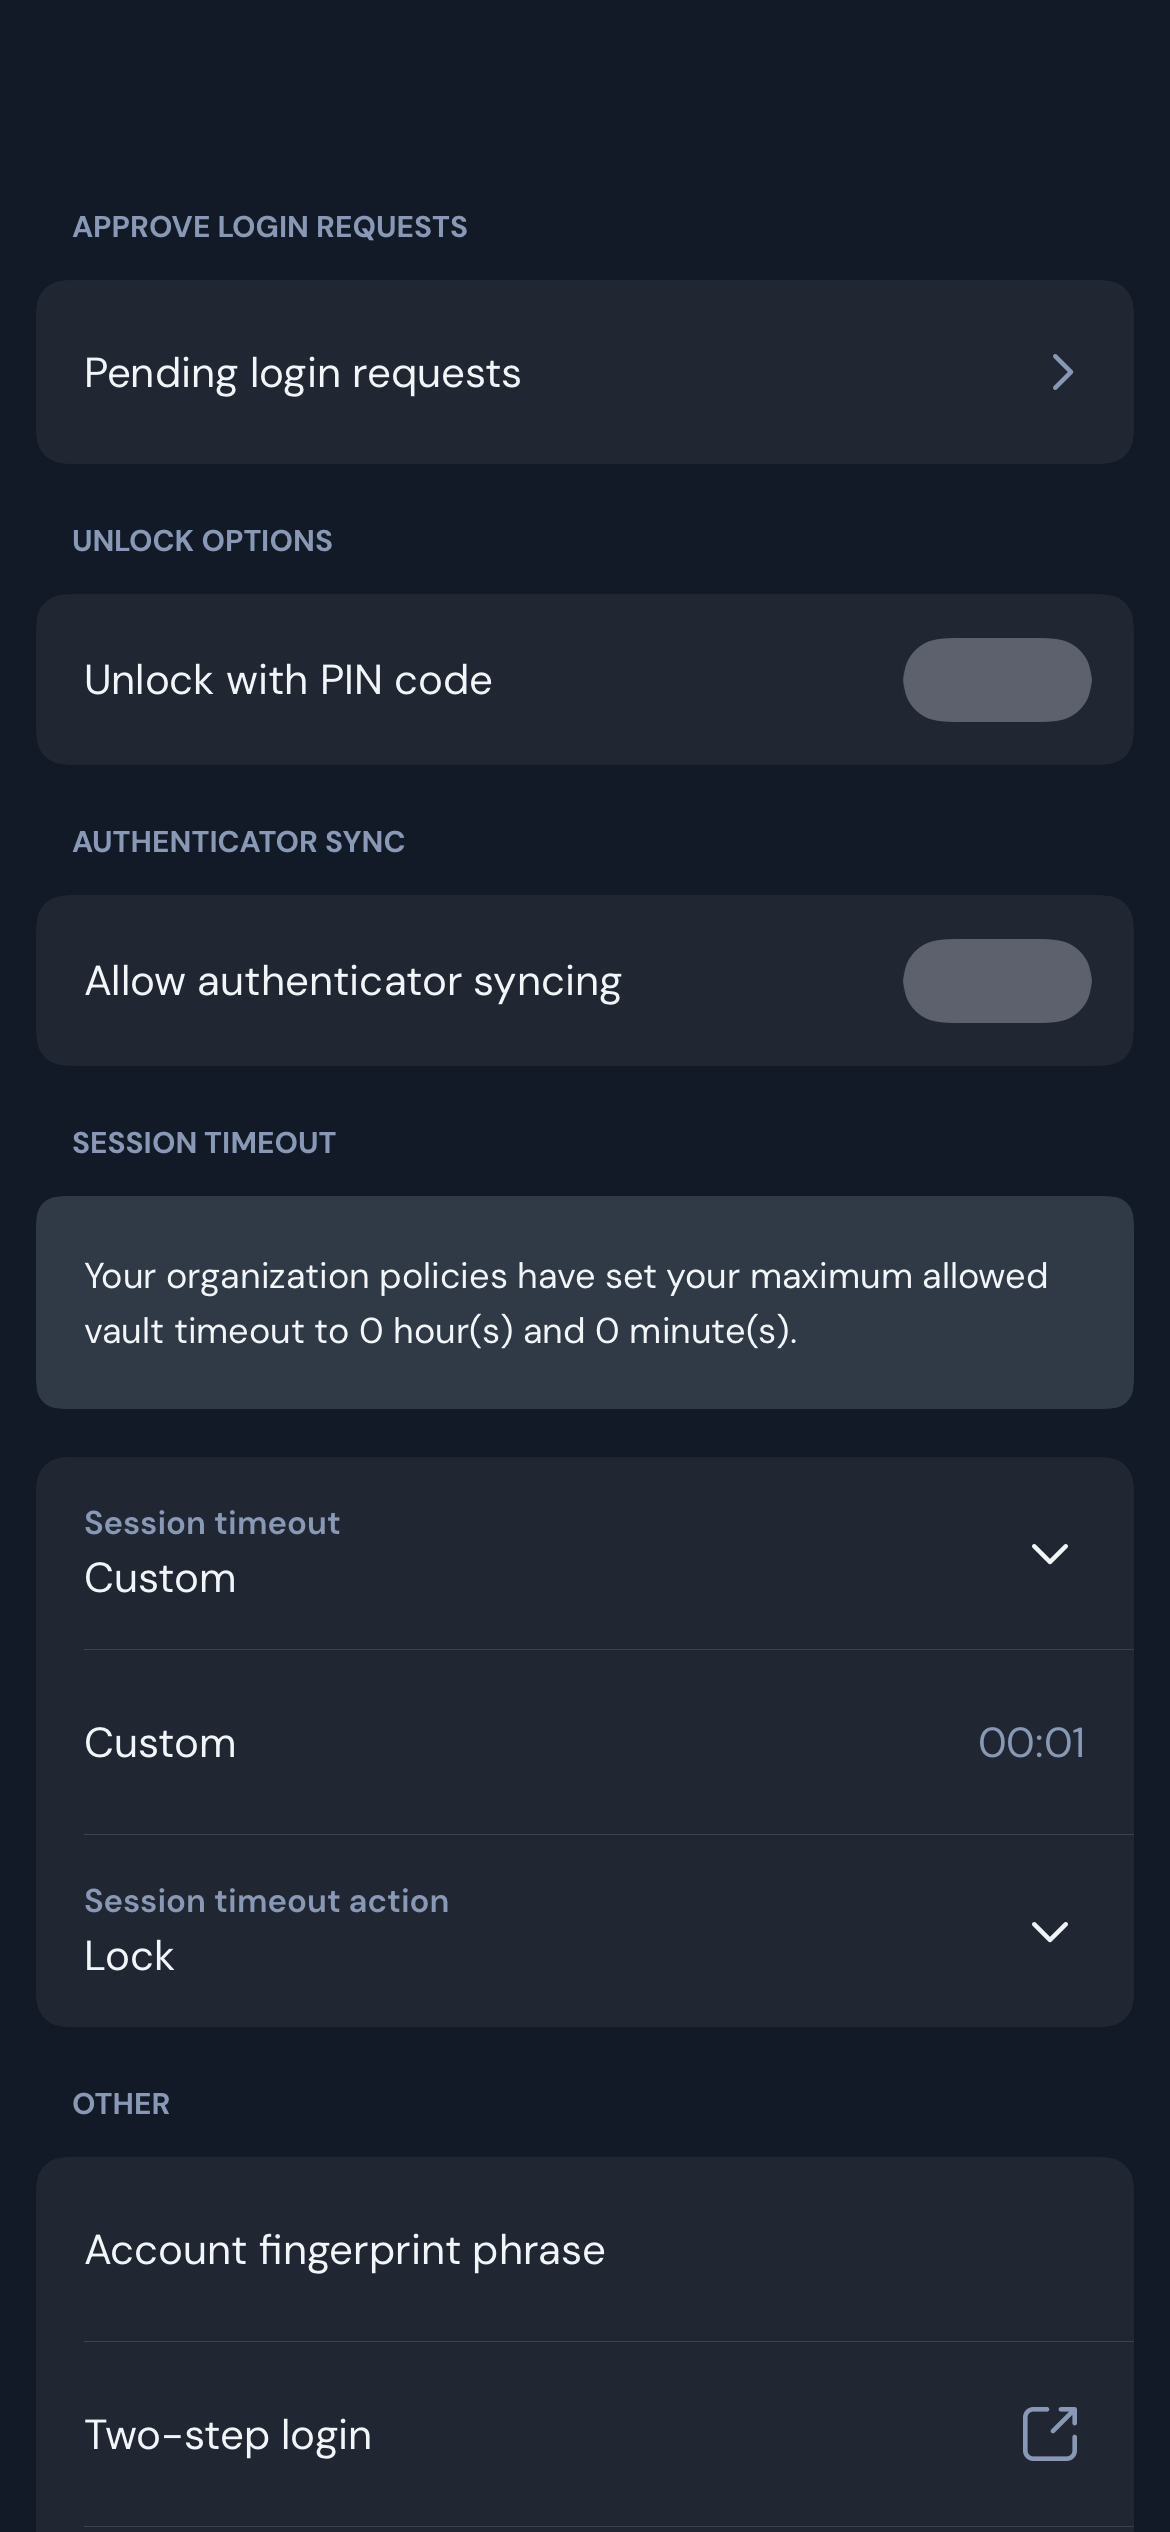 APPROVE LOGIN REQUESTS
Pending login requests
UNLOCK OPTIONS
Unlock with PIN code
AUTHENTICATOR SYNC
Allow authenticator syncing
SESSION TIMEOUT
Your organization policies have set your maximum allowed
vault timeout to 0 hour(s) and 0 minute(s).
Session timeout
Custom
Custom 00:01
Session timeout action
Lock
OTHER
Account fingerprint phrase
Two-step login